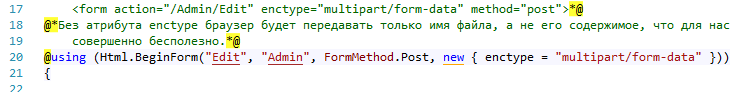 17 <form action="/Admin/Edit" enctype="multipart/form-data" method="post">*@
18 @*Без атрибута enctype браузер будет передавать только имя файла, а не его содержимое, что для нас
19 совершенно бесполезно.*@
20 @using (Html.BeginForm("Edit", "Admin", FormMethod.Post, new { enctype = "multipart/form-data" }))
21 {
22